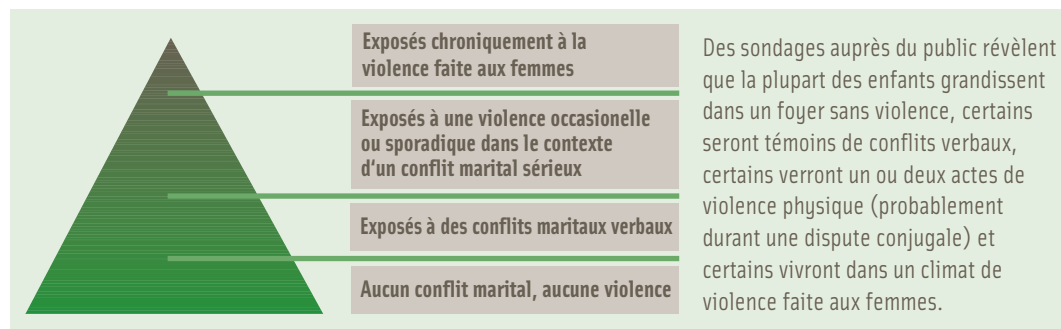 Exposés chroniquement à la
violence faite aux femmes
Exposés à une violence occasionelle
ou sporadique dans le contexte
d'un conflit marital sérieux
Exposés à des conflits maritaux verbaux
Aucun conflit marital, aucune violence
Des sondages auprès du public révèlent
que la plupart des enfants grandissent
dans un foyer sans violence, certains
seront témoins de conflits verbaux,
certains verront un ou deux actes de
violence physique (probablement
durant une dispute conjugale) et
certains vivront dans un climat de
violence faite aux femmes.